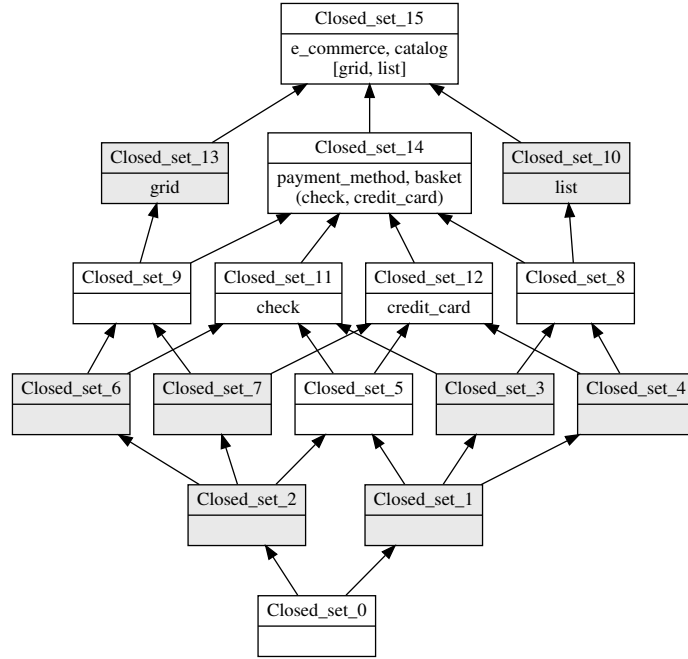 Closed_set_15
e_commerce, catalog
[grid, list]
Closed_set_13
grid
Closed_set_14
payment_method, basket
(check, credit_card)
Closed_set_10
list
Closed_set_9
Closed_set_11
check
Closed_set_12
credit_card
Closed_set_8
Closed_set_6
Closed_set_7
Closed_set_5
Closed_set_3
Closed_set_4
Closed_set_2
Closed_set_1
Closed_set_0